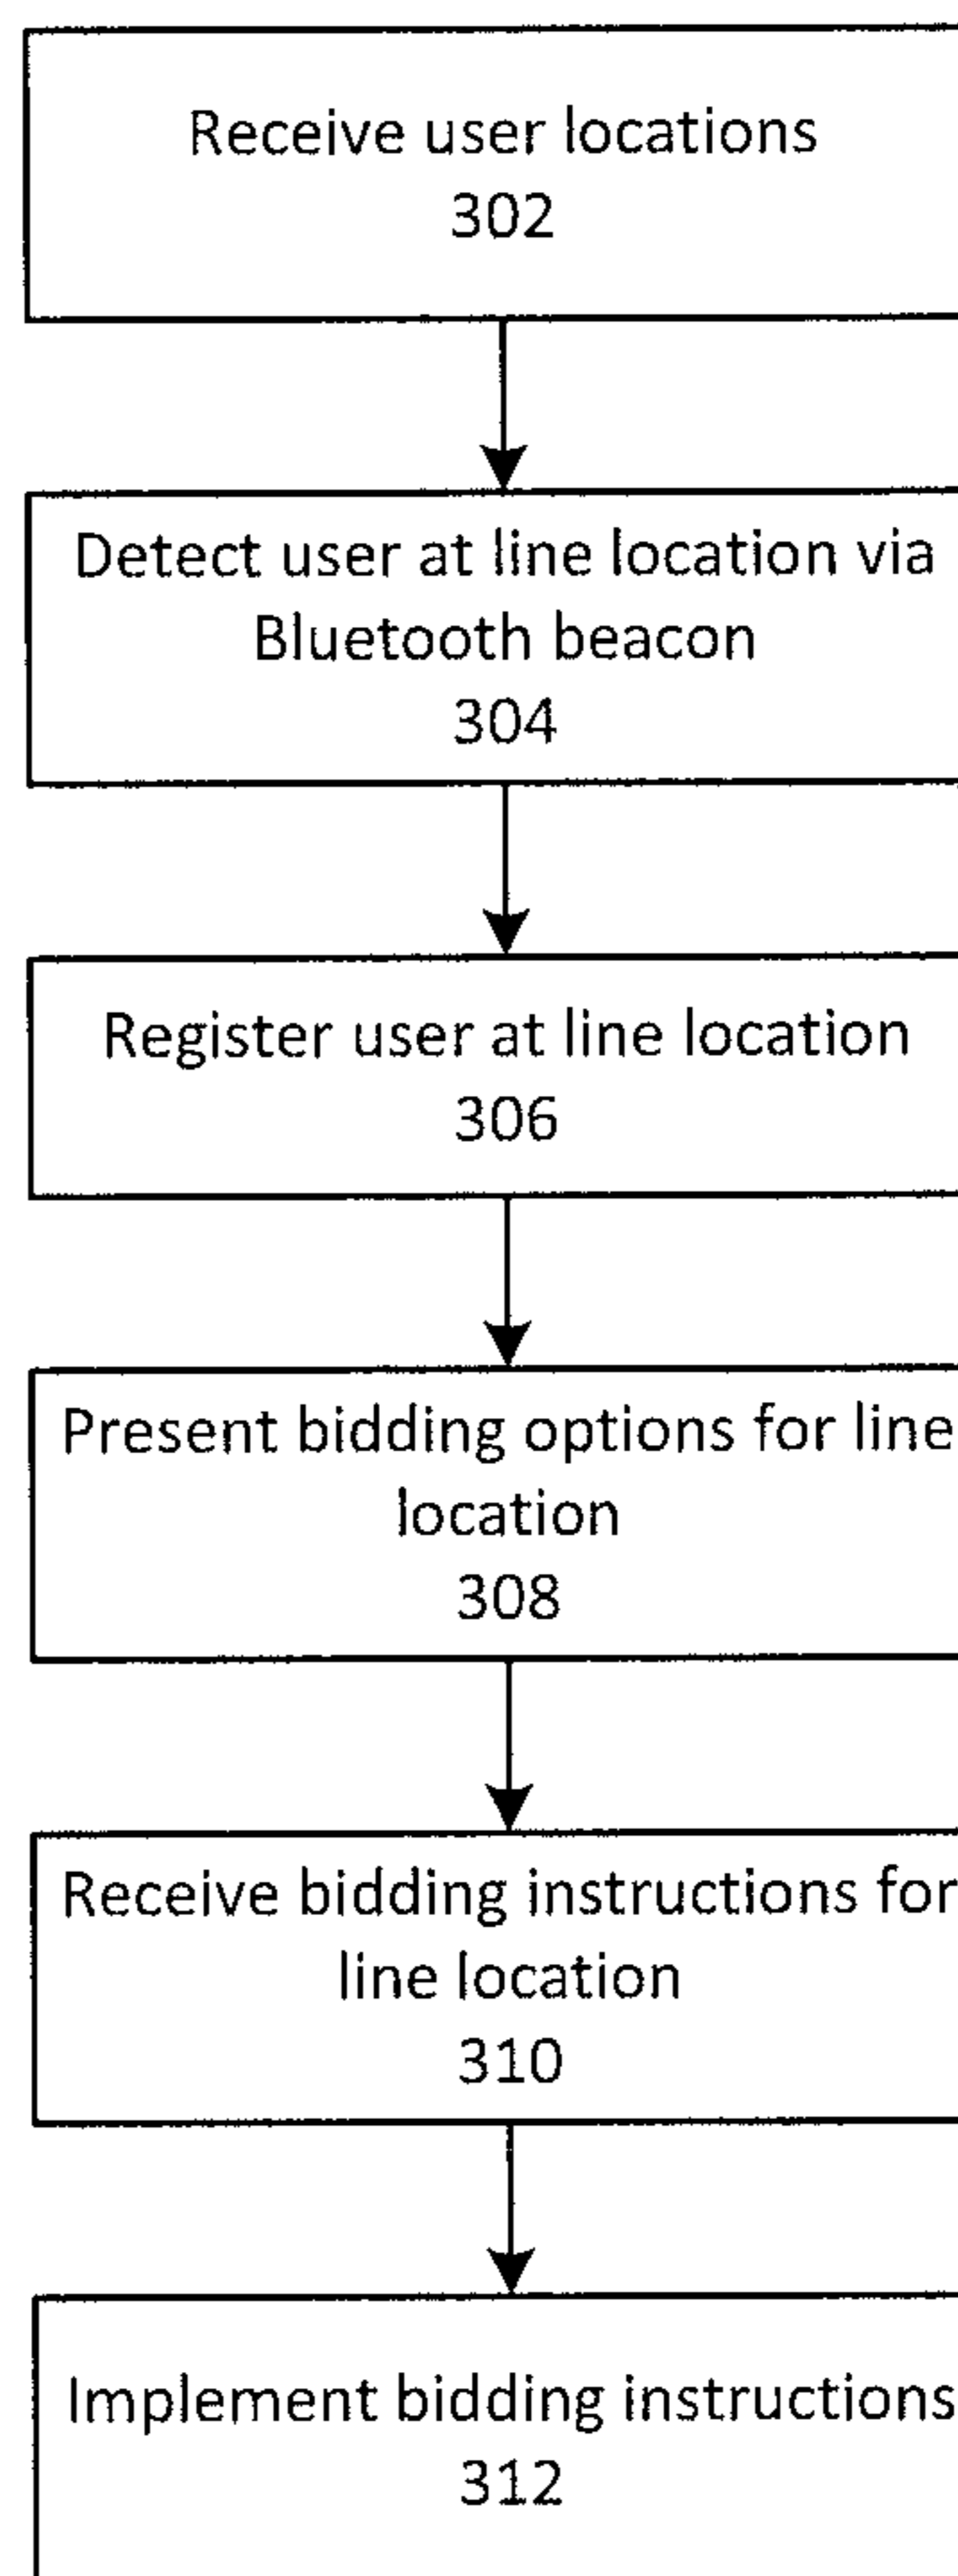 Receive user locations
302
Detect user at line location via
Bluetooth beacon
304
Register user at line location
306
Present bidding options for line
location
308
Receive bidding instructions for
line location
310
Implement bidding instructions
312